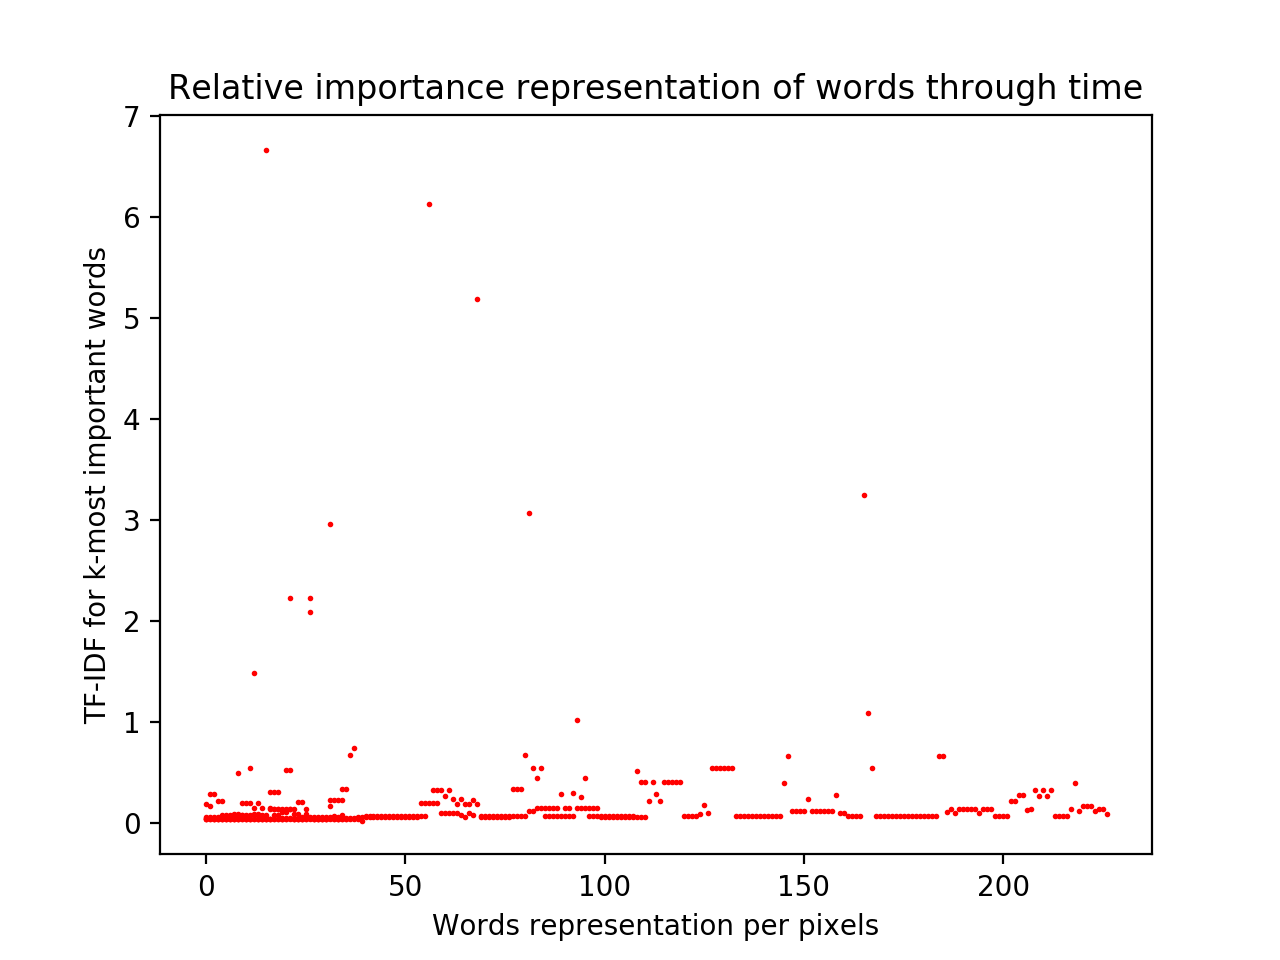 Relative importance representation of words through time
7
6
5
4
3
2
1
0
TF-IDF for k-most important words
0 50 100 150 200
Words representation per pixels